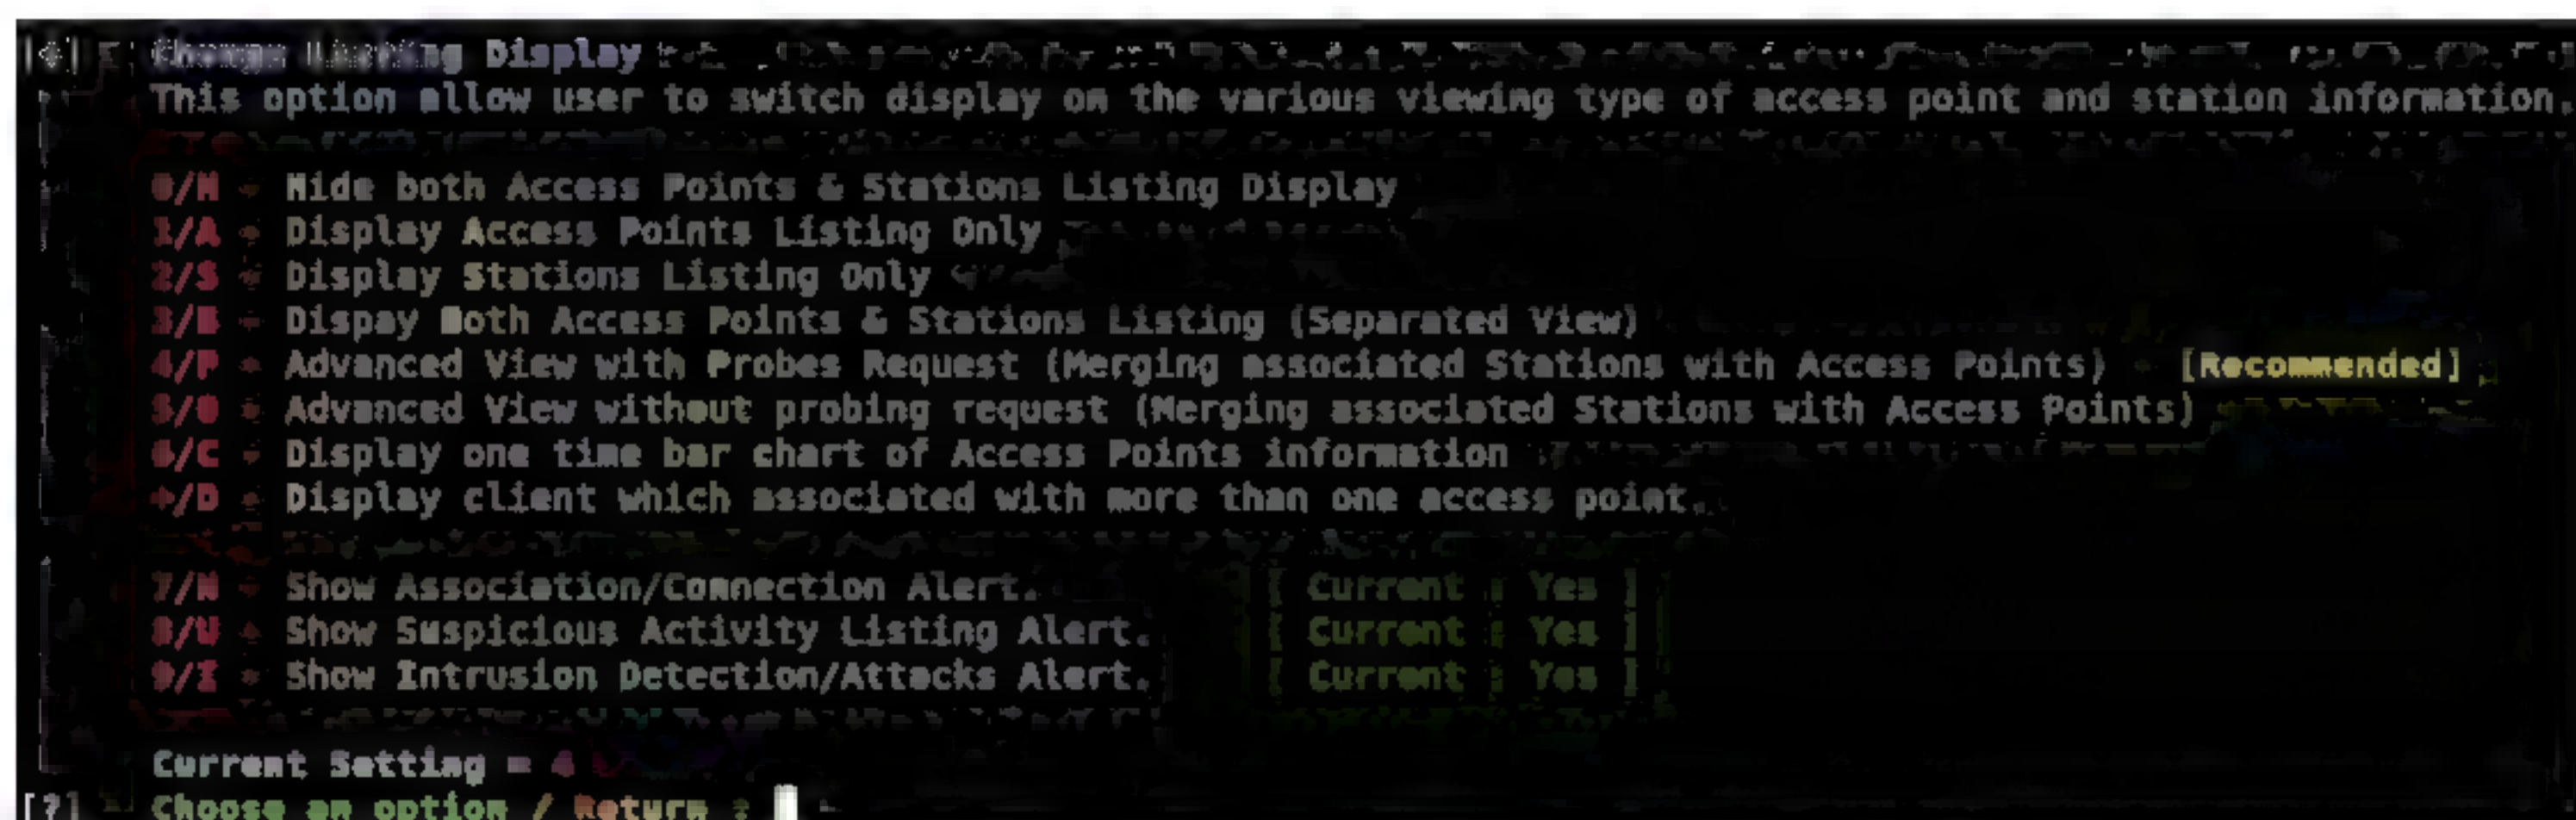 Change Listing Display
This option allow user to switch display on the various viewing type of access point and station information.
0/H - Hide both Access Points & Stations Listing Display
1/A - Display Access Points Listing Only
2/S - Display Stations Listing Only
3/B - Dispay Both Access Points & Stations Listing (Separated View)
4/P - Advanced View with Probes Request (Merging associated Stations with Access Points) - [Recommended]
5/O - Advanced View without probing request (Merging associated Stations with Access Points)
6/C - Display one time bar chart of Access Points information
+/D - Display client which associated with more than one access point.
7/N - Show Association/Connection Alert. [ Current : Yes ]
8/U - Show Suspicious Activity Listing Alert. [ Current : Yes ]
9/I - Show Intrusion Detection/Attacks Alert. [ Current : Yes ]
Current Setting = 4
[?] Choose an option / Return :